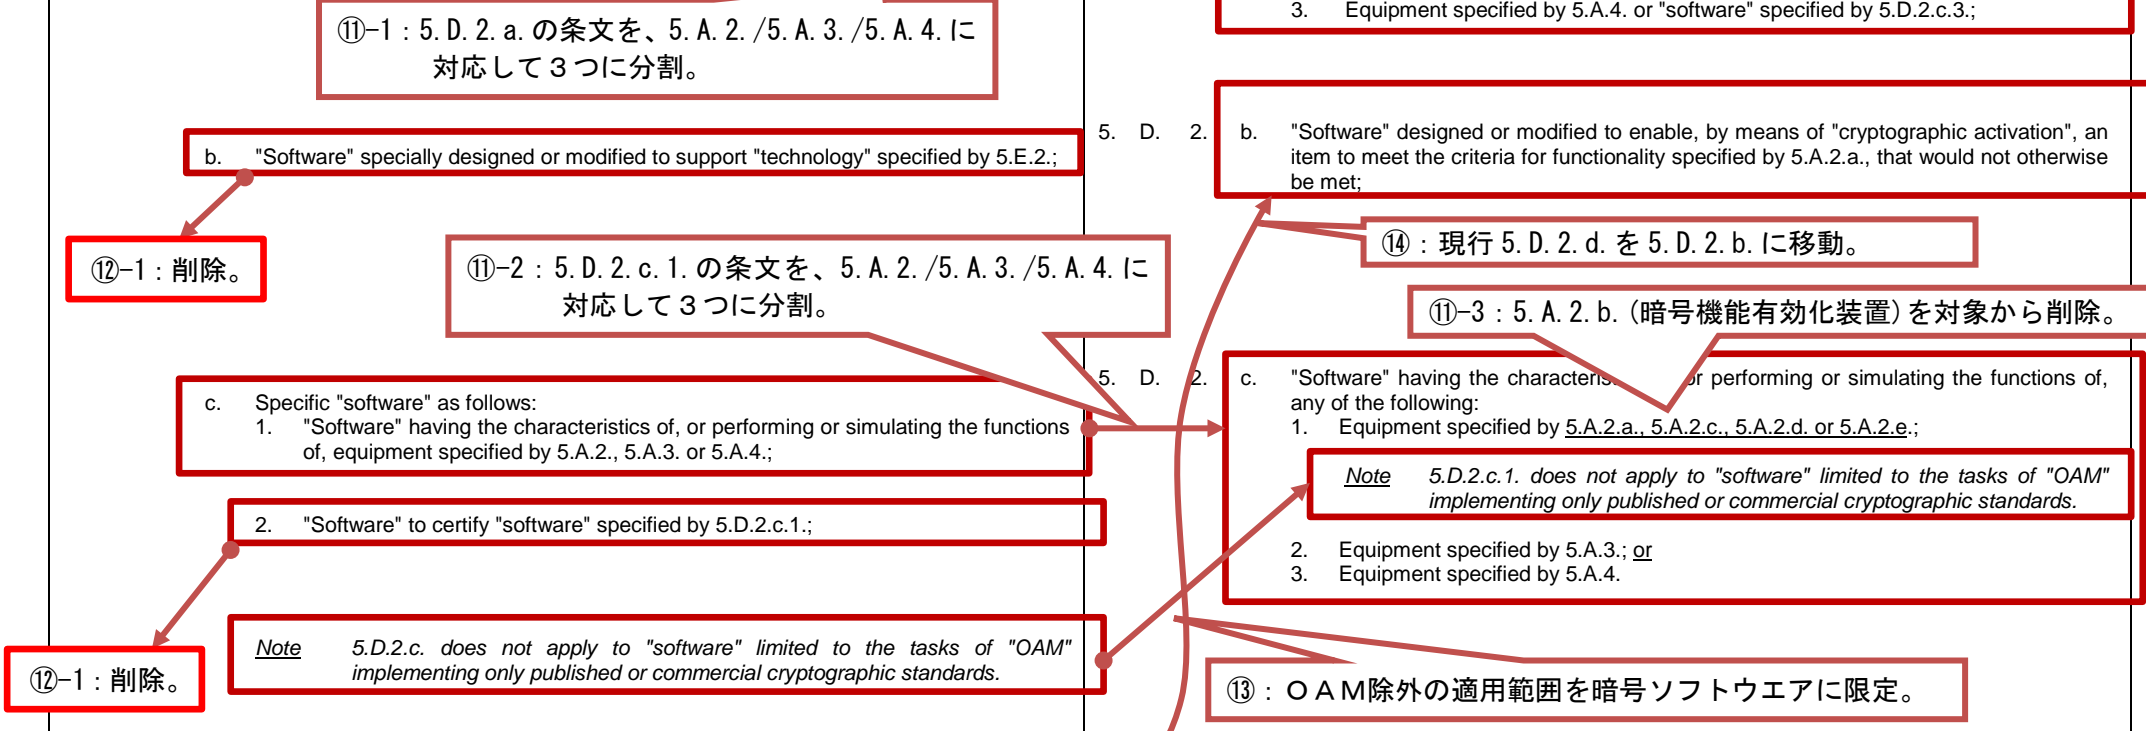 3. Equipment specified by 5.A.4. or "software" specified by 5.D.2.c.3.;
⑪-1：5.D.2.a.の条文を、5.A.2./5.A.3./5.A.4.に
対応して３つに分割。
b. "Software" specially designed or modified to support "technology" specified by 5.E.2.;
⑫-1：削除。
⑪-2：5.D.2.c.1.の条文を、5.A.2./5.A.3./5.A.4.に
対応して３つに分割。
c. Specific "software" as follows:
1. "Software" having the characteristics of, or performing or simulating the functions
of, equipment specified by 5.A.2., 5.A.3. or 5.A.4.;
2. "Software" to certify "software" specified by 5.D.2.c.1.;
Note 5.D.2.c. does not apply to "software" limited to the tasks of "OAM"
implementing only published or commercial cryptographic standards.
⑫-1：削除。
5. D. 2. b. "Software" designed or modified to enable, by means of "cryptographic activation", an
item to meet the criteria for functionality specified by 5.A.2.a., that would not otherwise
be met;
⑭：現行 5.D.2.d.を 5.D.2.b.に移動。
⑪-3：5.A.2.b.(暗号機能有効化装置)を対象から削除。
5. D. 2. c. "Software" having the characteris r performing or simulating the functions of,
any of the following:
1. Equipment specified by 5.A.2.a., 5.A.2.c., 5.A.2.d. or 5.A.2.e.;
Note 5.D.2.c.1. does not apply to "software" limited to the tasks of "OAM"
implementing only published or commercial cryptographic standards.
2. Equipment specified by 5.A.3.; or
3. Equipment specified by 5.A.4.
⑬：ＯＡＭ除外の適用範囲を暗号ソフトウエアに限定。